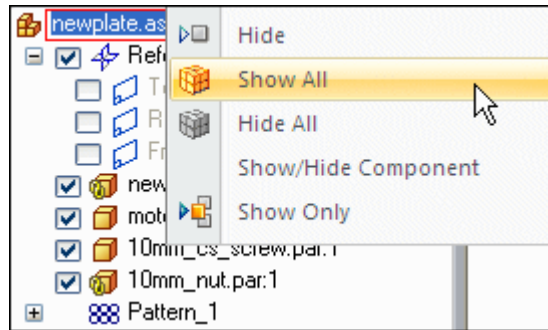 newplate.as
Hide
Refe
Show All
Hide All
new
Show/Hide Component
moto
Show Only
10mm_cs_screw.par:1
10mm_nut.par:1
Pattern_1